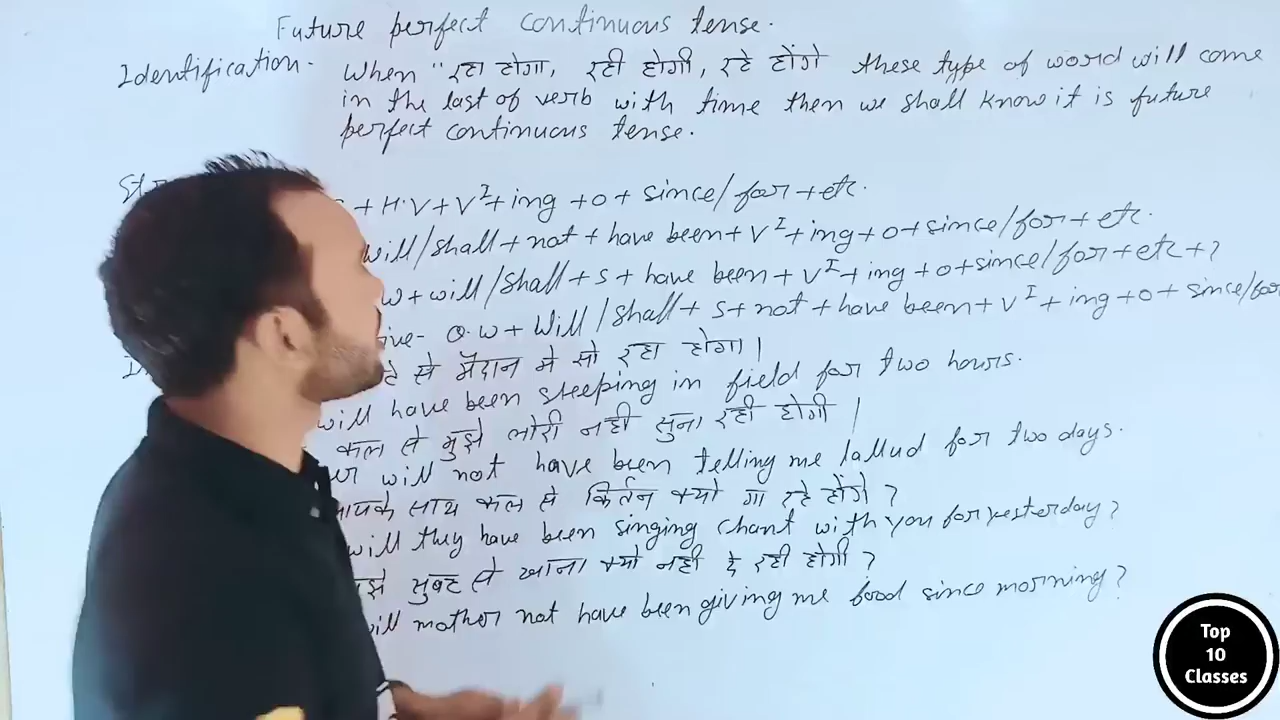 Future perfect continuous tense.
Identification. When "रहा होगा, रही होगी, रहे होंगे these type of word will come
in the last of verb with time then we shall know it is future
perfect continuous tense.
+ H.V + V I + ing + o + since/for + etc.
will/shall + not + have been + V I + ing + o + since/for + etc.
w + will/shall + s + have been + V I + ing + o + since/for + etc + ?
Q.w + Will/shall + s + not + have been + V I + ing + o + since/for
से मैदान मे सो रहा होगा।
will have been sleeping in field for two hours.
कल से मुझे लोरी नही सुना रही होगी।
will not have been telling me lallud for two days.
आपके साथ कल से किर्तन क्यो गा रहे होंगे?
will they have been singing chant with you for yesterday?
सुबह से खाना क्यो नही दे रही होगी?
will mother not have been giving me food since morning?
Top
10
Classes